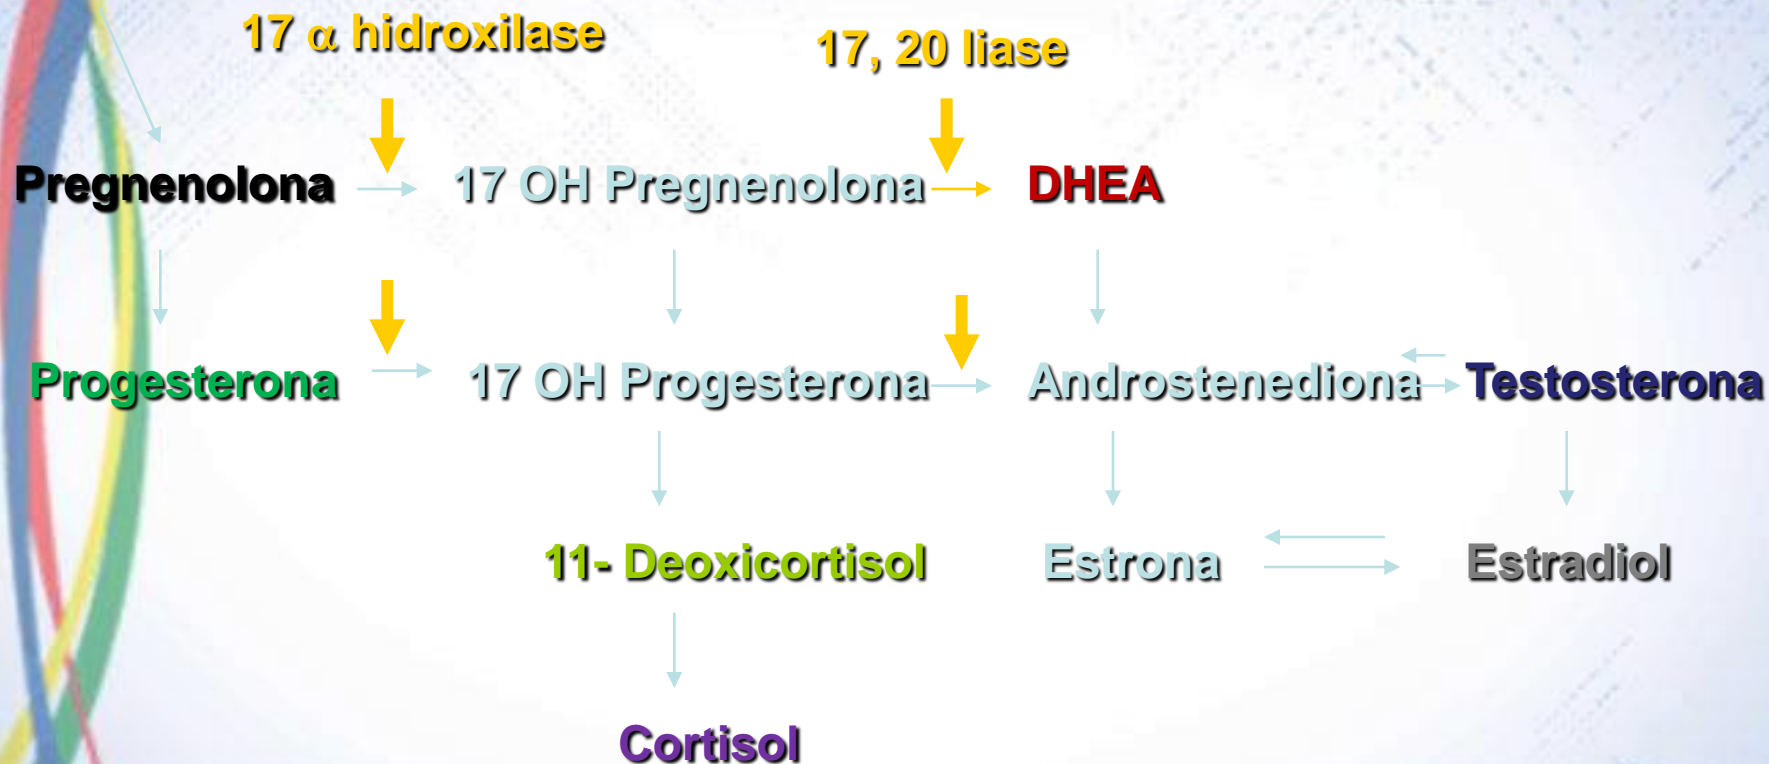 17 α hidroxilase
17, 20 liase
Pregnenolona
17 OH Pregnenolona
DHEA
Progesterona
17 OH Progesterona
Androstenediona
Testosterona
11- Deoxicortisol
Estrona
Estradiol
Cortisol